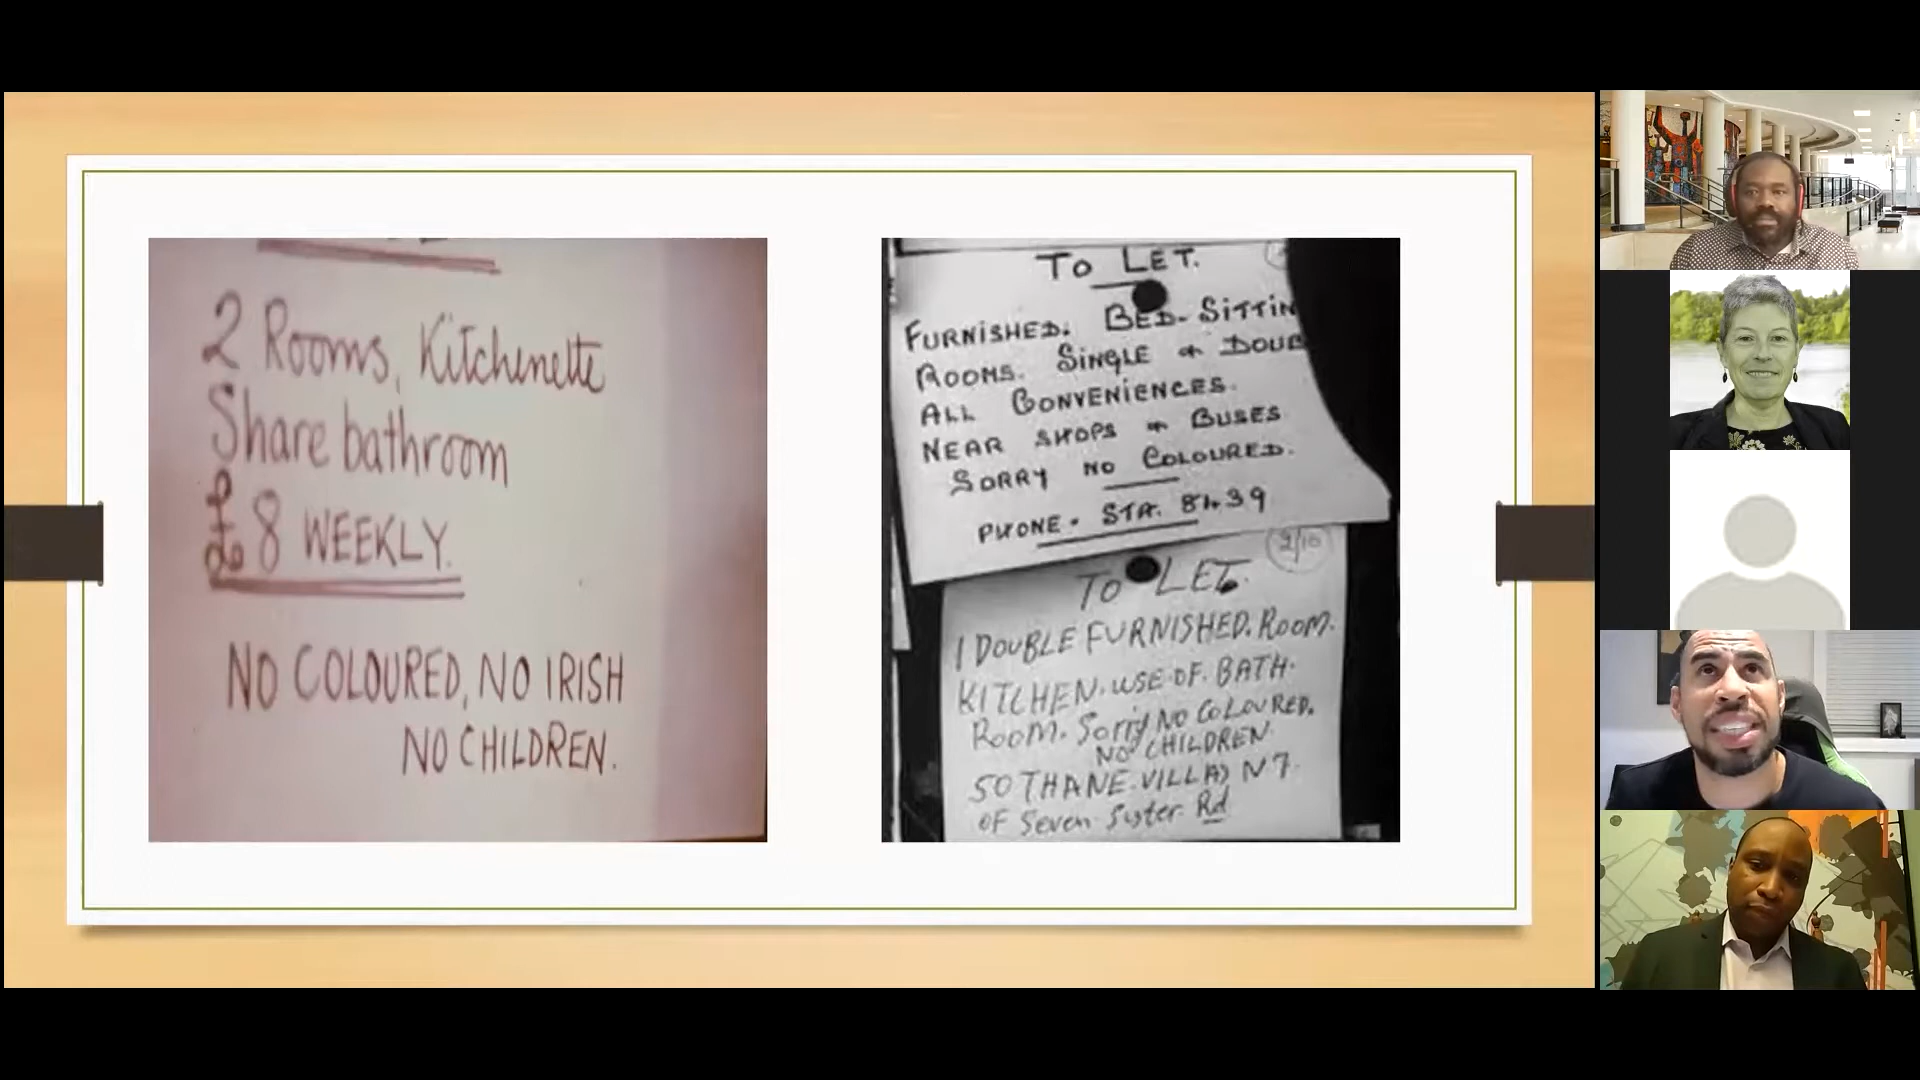 2 Rooms, Kitchenette
Share bathroom
£8 WEEKLY.
NO COLOURED, NO IRISH
NO CHILDREN.
TO LET.
FURNISHED. BED-SITTIN
ROOMS. SINGLE & DOUB
ALL CONVENIENCES.
NEAR SHOPS & BUSES
SORRY NO COLOURED.
PHONE. STA. 8439
2/10
TO LET.
1 DOUBLE FURNISHED. ROOM.
KITCHEN. USE. OF. BATH.
ROOM. Sorry NO COLOURED.
NO CHILDREN
50 THANE. VILLAS N7.
OF Seven Sister Rd